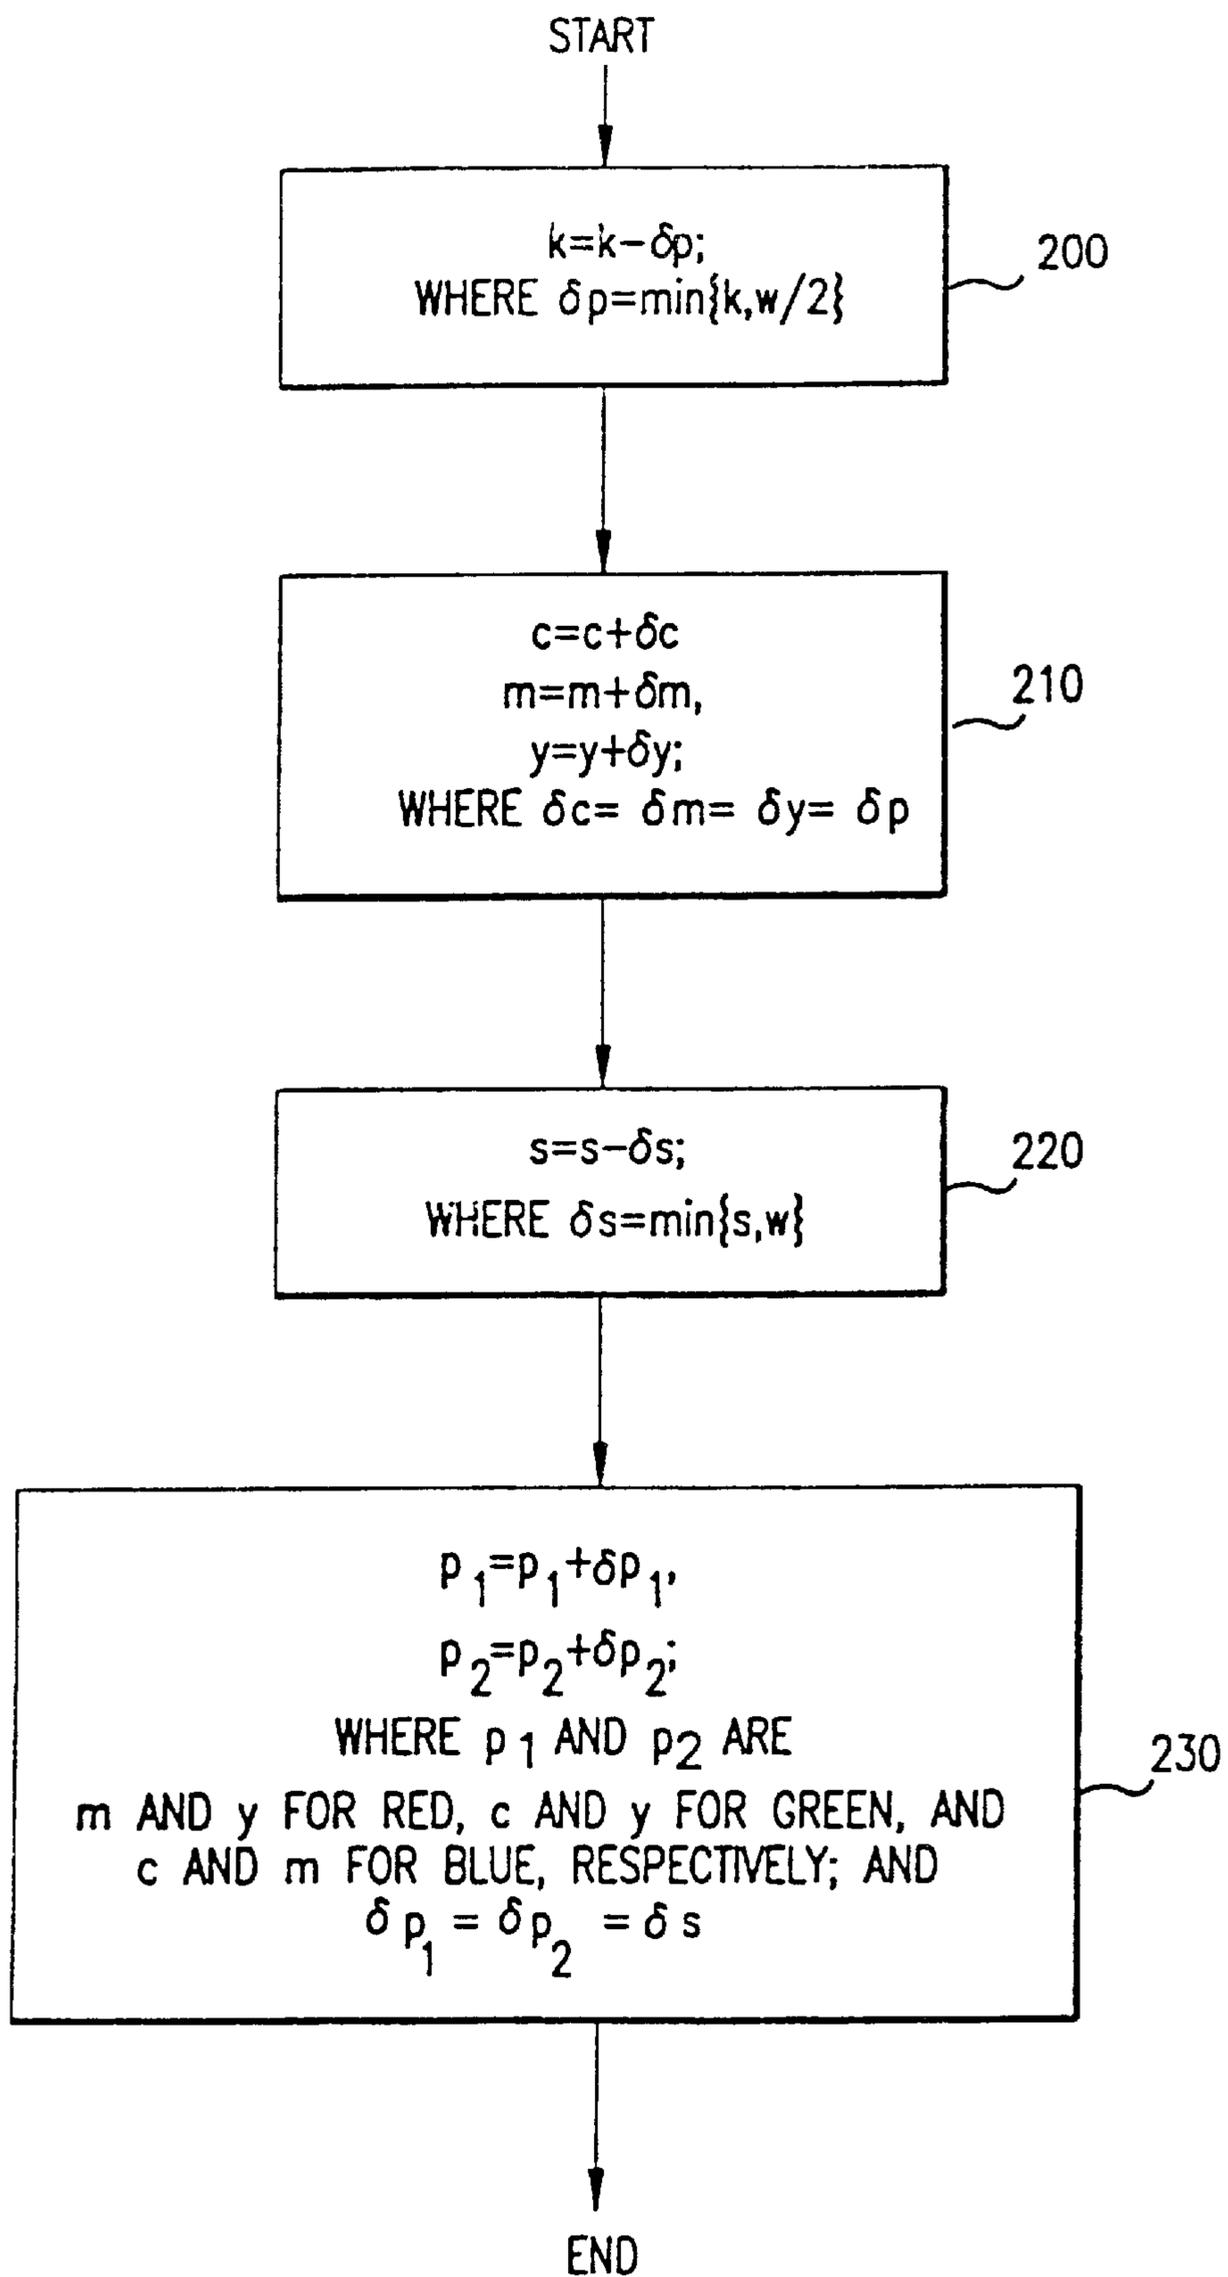 START
k=k−δp;
WHERE δp=min{k,w/2}
200
c=c+δc
m=m+δm,
y=y+δy;
WHERE δc= δm= δy= δp
210
s=s−δs;
WHERE δs=min{s,w}
220
p₁=p₁+δp₁,
p₂=p₂+δp₂;
WHERE p₁ AND p₂ ARE
m AND y FOR RED, c AND y FOR GREEN, AND
c AND m FOR BLUE, RESPECTIVELY; AND
δp₁ = δp₂ = δs
230
END